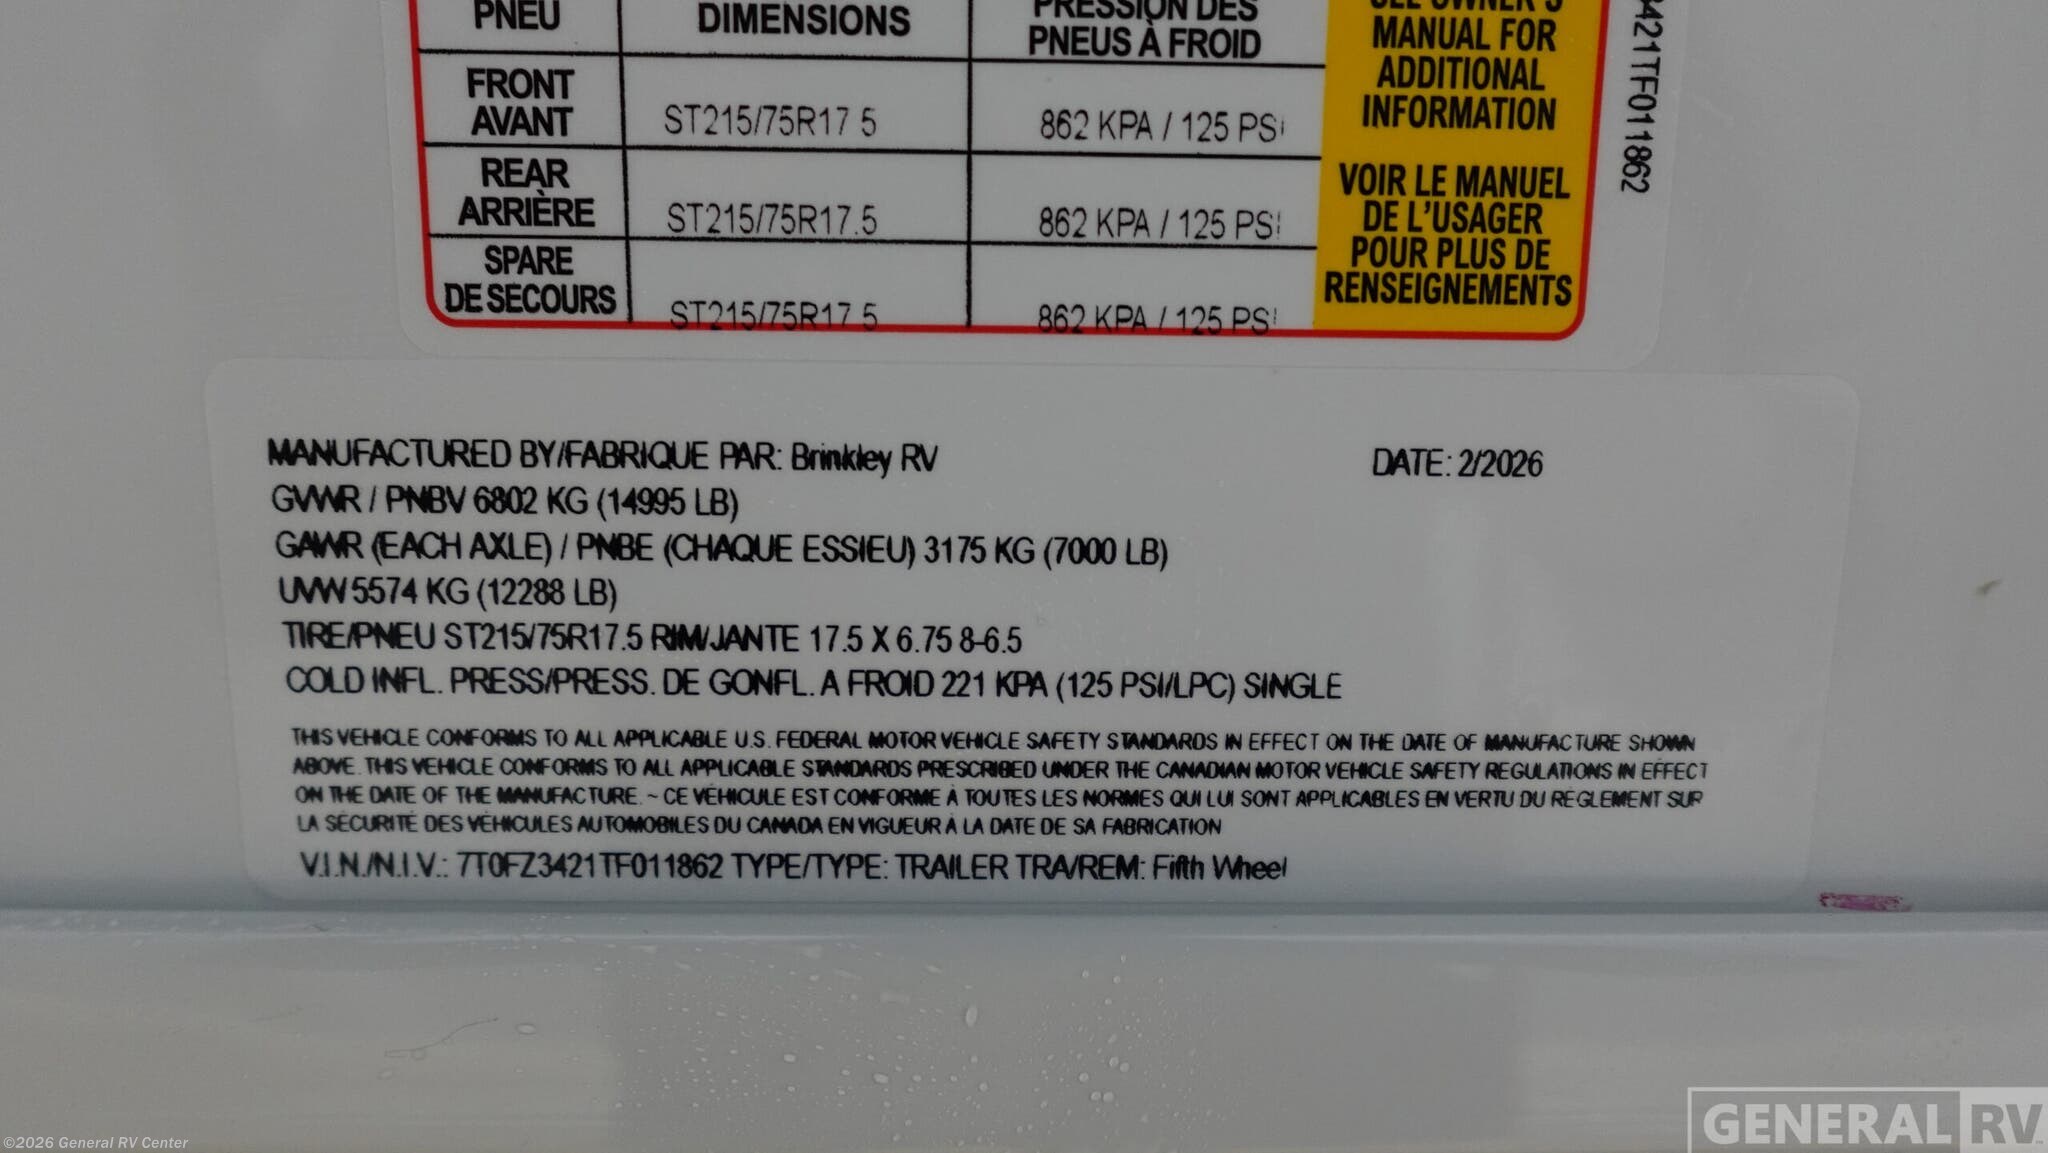 PNEU DIMENSIONS PRESSION DES
PNEUS À FROID
SEE OWNER'S
MANUAL FOR
ADDITIONAL
INFORMATION
VOIR LE MANUEL
DE L'USAGER
POUR PLUS DE
RENSEIGNEMENTS
FRONT
AVANT ST215/75R17 5 862 KPA / 125 PSI
REAR
ARRIÈRE ST215/75R17.5 862 KPA / 125 PSI
SPARE
DE SECOURS ST215/75R17 5 862 KPA / 125 PSI
3421TF011862
MANUFACTURED BY/FABRIQUE PAR: Brinkley RV DATE: 2/2026
GVWR / PNBV 6802 KG (14995 LB)
GAWR (EACH AXLE) / PNBE (CHAQUE ESSIEU) 3175 KG (7000 LB)
UVW 5574 KG (12288 LB)
TIRE/PNEU ST215/75R17.5 RIM/JANTE 17.5 X 6.75 8-6.5
COLD INFL. PRESS/PRESS. DE GONFL. A FROID 221 KPA (125 PSI/LPC) SINGLE
THIS VEHICLE CONFORMS TO ALL APPLICABLE U.S. FEDERAL MOTOR VEHICLE SAFETY STANDARDS IN EFFECT ON THE DATE OF MANUFACTURE SHOWN
ABOVE. THIS VEHICLE CONFORMS TO ALL APPLICABLE STANDARDS PRESCRIBED UNDER THE CANADIAN MOTOR VEHICLE SAFETY REGULATIONS IN EFFECT
ON THE DATE OF THE MANUFACTURE. ~ CE VÉHICULE EST CONFORME À TOUTES LES NORMES QUI LUI SONT APPLICABLES EN VERTU DU RÈGLEMENT SUR
LA SÉCURITÉ DES VÉHICULES AUTOMOBILES DU CANADA EN VIGUEUR À LA DATE DE SA FABRICATION
V.I.N./N.I.V.: 7T0FZ3421TF011862 TYPE/TYPE: TRAILER TRA/REM: Fifth Wheel
©2026 General RV Center
GENERAL RV